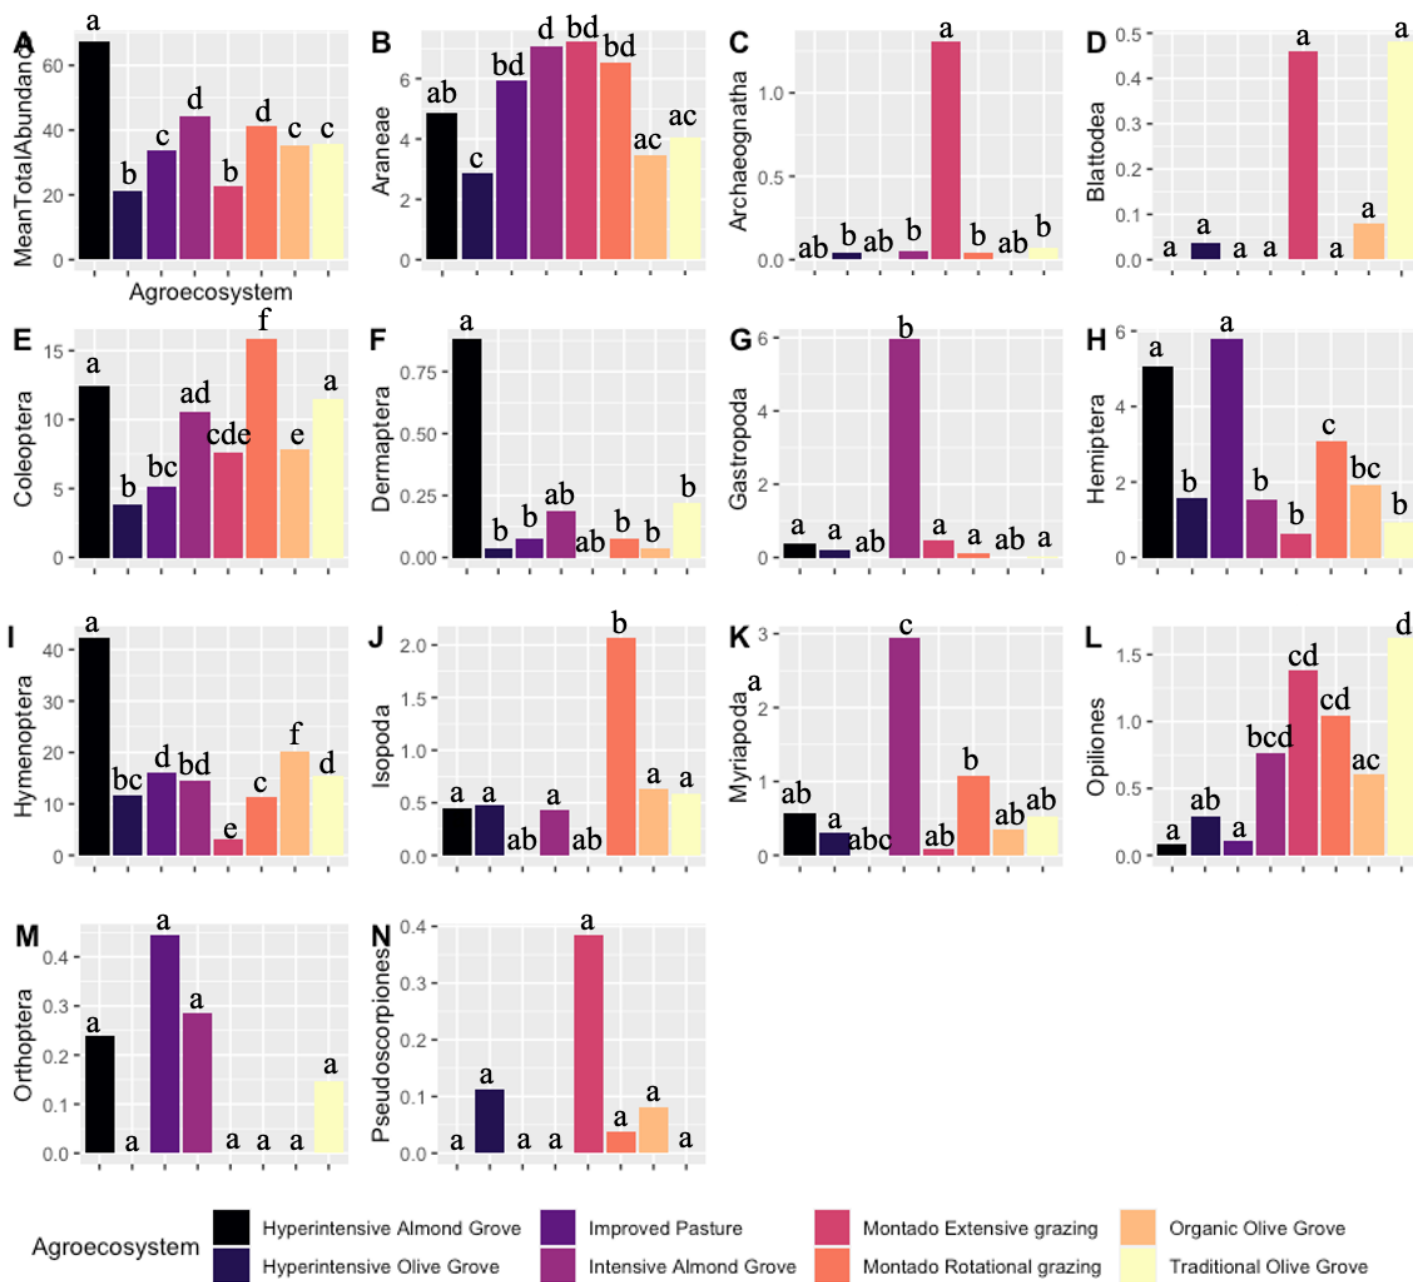 A
MeanTotalAbundance
60
40
20
0
a
b
c
d
b
d
c
c
Agroecosystem
B
Araneae
6
4
2
0
ab
c
bd
d
bd
bd
ac
ac
C
Archaeognatha
1.0
0.5
0.0
ab
b
ab
b
a
b
ab
b
D
Blattodea
0.5
0.4
0.3
0.2
0.1
0.0
a
a
a
a
a
a
a
a
E
Coleoptera
15
10
5
0
a
b
bc
ad
cde
f
e
a
F
Dermaptera
0.75
0.50
0.25
0.00
a
b
b
ab
ab
b
b
b
G
Gastropoda
6
4
2
0
a
a
ab
b
a
a
ab
a
H
Hemiptera
6
4
2
0
a
b
a
b
b
c
bc
b
I
Hymenoptera
40
30
20
10
0
a
bc
d
bd
e
c
f
d
J
Isopoda
2.0
1.5
1.0
0.5
0.0
a
a
ab
a
ab
b
a
a
K
Myriapoda
a
3
2
1
0
ab
a
abc
c
ab
b
ab
ab
L
Opiliones
1.5
1.0
0.5
0.0
a
ab
a
bcd
cd
cd
ac
d
M
Orthoptera
0.4
0.3
0.2
0.1
0.0
a
a
a
a
a
a
a
a
N
Pseudoscorpiones
0.4
0.3
0.2
0.1
0.0
a
a
a
a
a
a
a
a
Agroecosystem
Hyperintensive Almond Grove
Improved Pasture
Montado Extensive grazing
Organic Olive Grove
Hyperintensive Olive Grove
Intensive Almond Grove
Montado Rotational grazing
Traditional Olive Grove